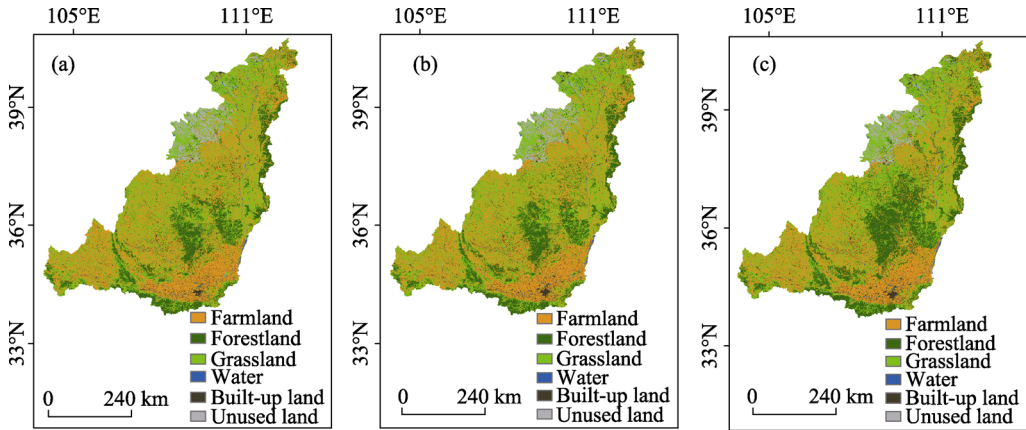 105°E 111°E 105°E 111°E 105°E 111°E
(a) (b) (c)
39°N 39°N 39°N
36°N 36°N 36°N
33°N 33°N 33°N
Farmland
Forestland
Grassland
Water
Built-up land
Unused land
0 240 km
Farmland
Forestland
Grassland
Water
Built-up land
Unused land
0 240 km
Farmland
Forestland
Grassland
Water
Built-up land
Unused land
0 240 km